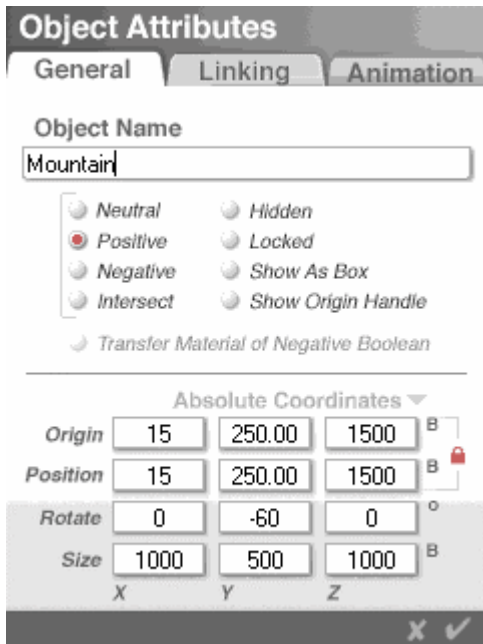 Object Attributes
General Linking Animation
Object Name
Mountain
Neutral Hidden
Positive Locked
Negative Show As Box
Intersect Show Origin Handle
Transfer Material of Negative Boolean
Absolute Coordinates
Origin 15 250.00 1500 B
Position 15 250.00 1500 B
Rotate 0 -60 0 o
Size 1000 500 1000 B
X Y Z